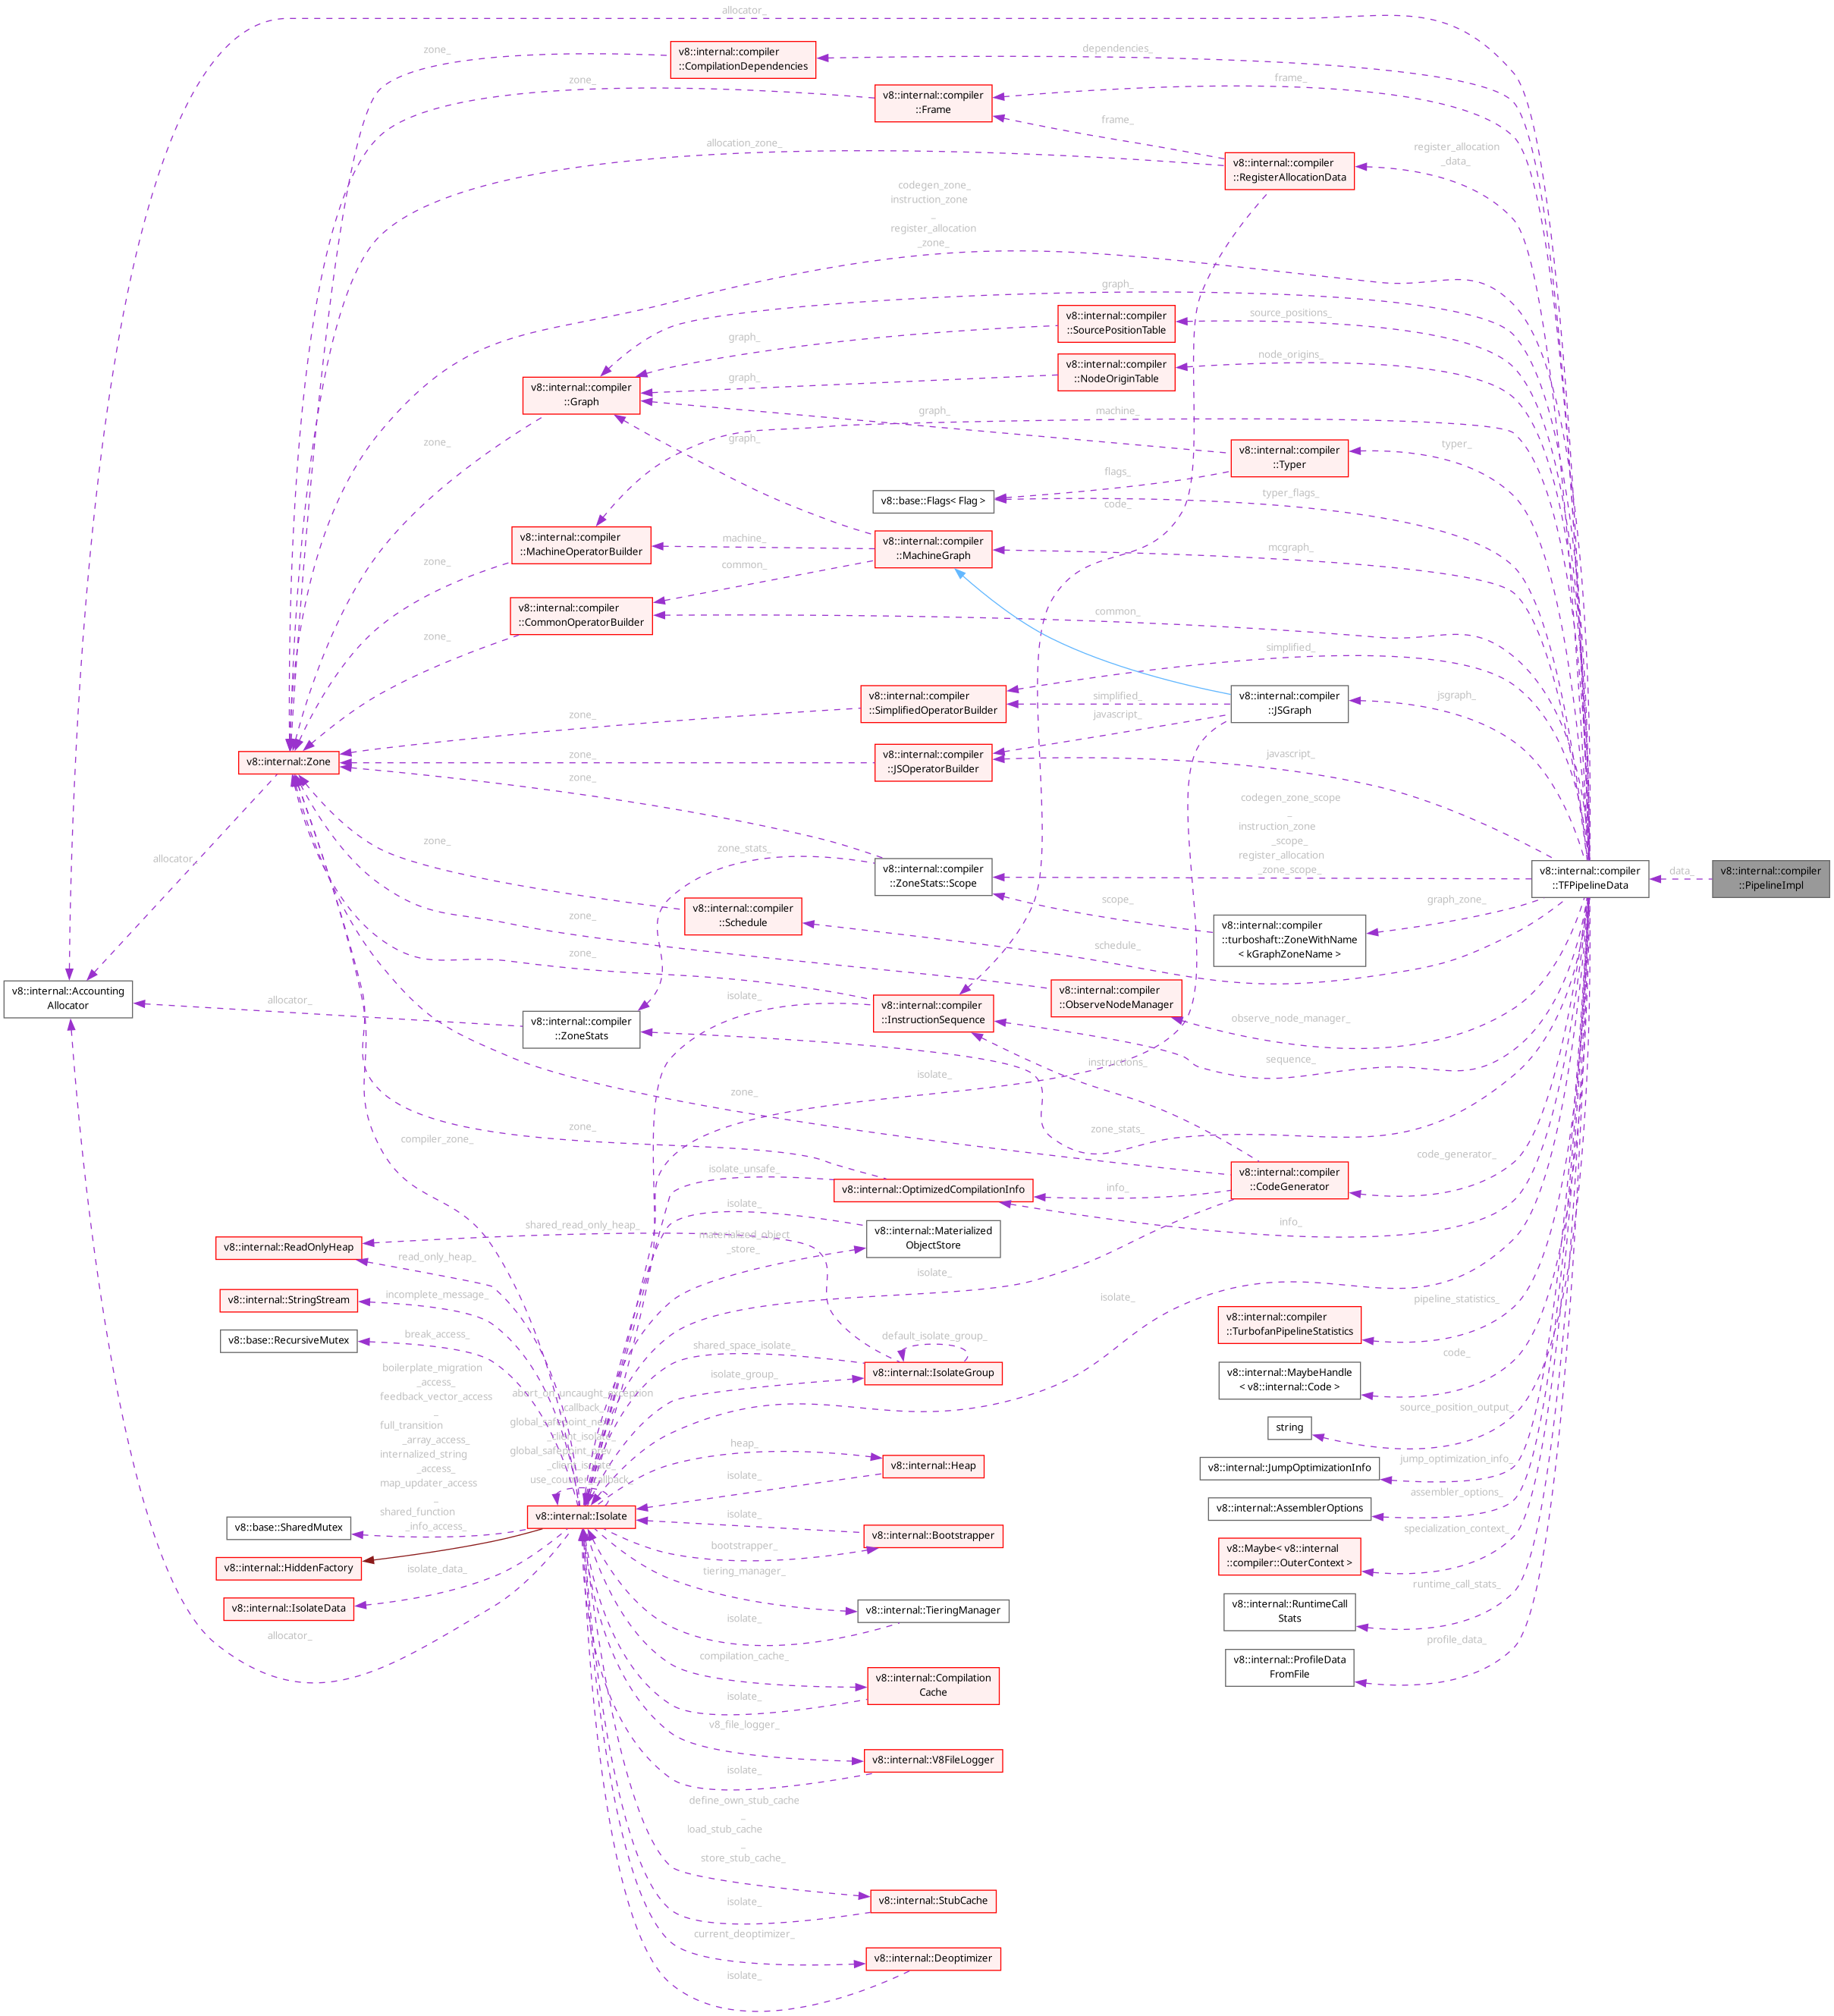 allocator_
v8::internal::compiler
::CompilationDependencies
zone_
dependencies_
zone_
v8::internal::compiler
::Frame
frame_
frame_
allocation_zone_
v8::internal::compiler
::RegisterAllocationData
register_allocation
_data_
codegen_zone_
instruction_zone
_
register_allocation
_zone_
graph_
v8::internal::compiler
::SourcePositionTable
source_positions_
graph_
v8::internal::compiler
::NodeOriginTable
node_origins_
graph_
v8::internal::compiler
::Graph
graph_
machine_
graph_
zone_
v8::internal::compiler
::Typer
typer_
flags_
typer_flags_
v8::base::Flags< Flag >
code_
v8::internal::compiler
::MachineOperatorBuilder
machine_
v8::internal::compiler
::MachineGraph
mcgraph_
zone_
common_
v8::internal::compiler
::CommonOperatorBuilder
common_
zone_
simplified_
v8::internal::compiler
::SimplifiedOperatorBuilder
simplified_
v8::internal::compiler
::JSGraph
jsgraph_
zone_
javascript_
v8::internal::Zone
zone_
v8::internal::compiler
::JSOperatorBuilder
javascript_
zone_
codegen_zone_scope
_
instruction_zone
_scope_
register_allocation
_zone_scope_
allocator_
zone_
zone_stats_
v8::internal::compiler
::ZoneStats::Scope
v8::internal::compiler
::TFPipelineData
data_
v8::internal::compiler
::PipelineImpl
graph_zone_
scope_
v8::internal::compiler
::Schedule
v8::internal::compiler
::turboshaft::ZoneWithName
< kGraphZoneName >
schedule_
zone_
zone_
v8::internal::Accounting
Allocator
allocator_
isolate_
v8::internal::compiler
::InstructionSequence
v8::internal::compiler
::ObserveNodeManager
observe_node_manager_
v8::internal::compiler
::ZoneStats
sequence_
instructions_
isolate_
zone_
zone_stats_
zone_
compiler_zone_
isolate_unsafe_
v8::internal::OptimizedCompilationInfo
info_
v8::internal::compiler
::CodeGenerator
code_generator_
info_
isolate_
v8::internal::Materialized
ObjectStore
shared_read_only_heap_
materialized_object
_store_
v8::internal::ReadOnlyHeap
read_only_heap_
isolate_
isolate_
v8::internal::StringStream
incomplete_message_
v8::base::RecursiveMutex
break_access_
shared_space_isolate_
default_isolate_group_
isolate_group_
v8::internal::IsolateGroup
v8::internal::compiler
::TurbofanPipelineStatistics
pipeline_statistics_
v8::internal::MaybeHandle
< v8::internal::Code >
code_
string
source_position_output_
boilerplate_migration
_access_
feedback_vector_access
_
full_transition
_array_access_
internalized_string
_access_
map_updater_access
_
shared_function
_info_access_
abort_on_uncaught_exception
_callback_
global_safepoint_next
_client_isolate_
global_safepoint_prev
_client_isolate_
use_counter_callback_
heap_
v8::internal::Heap
isolate_
v8::internal::JumpOptimizationInfo
jump_optimization_info_
v8::internal::AssemblerOptions
assembler_options_
v8::internal::Isolate
v8::base::SharedMutex
isolate_
v8::internal::Bootstrapper
bootstrapper_
specialization_context_
v8::Maybe< v8::internal
::compiler::OuterContext >
v8::internal::HiddenFactory
isolate_data_
tiering_manager_
v8::internal::IsolateData
v8::internal::TieringManager
runtime_call_stats_
v8::internal::RuntimeCall
Stats
allocator_
isolate_
profile_data_
v8::internal::ProfileData
FromFile
compilation_cache_
v8::internal::Compilation
Cache
isolate_
v8_file_logger_
v8::internal::V8FileLogger
isolate_
define_own_stub_cache
_
load_stub_cache
_
store_stub_cache_
v8::internal::StubCache
isolate_
current_deoptimizer_
v8::internal::Deoptimizer
isolate_